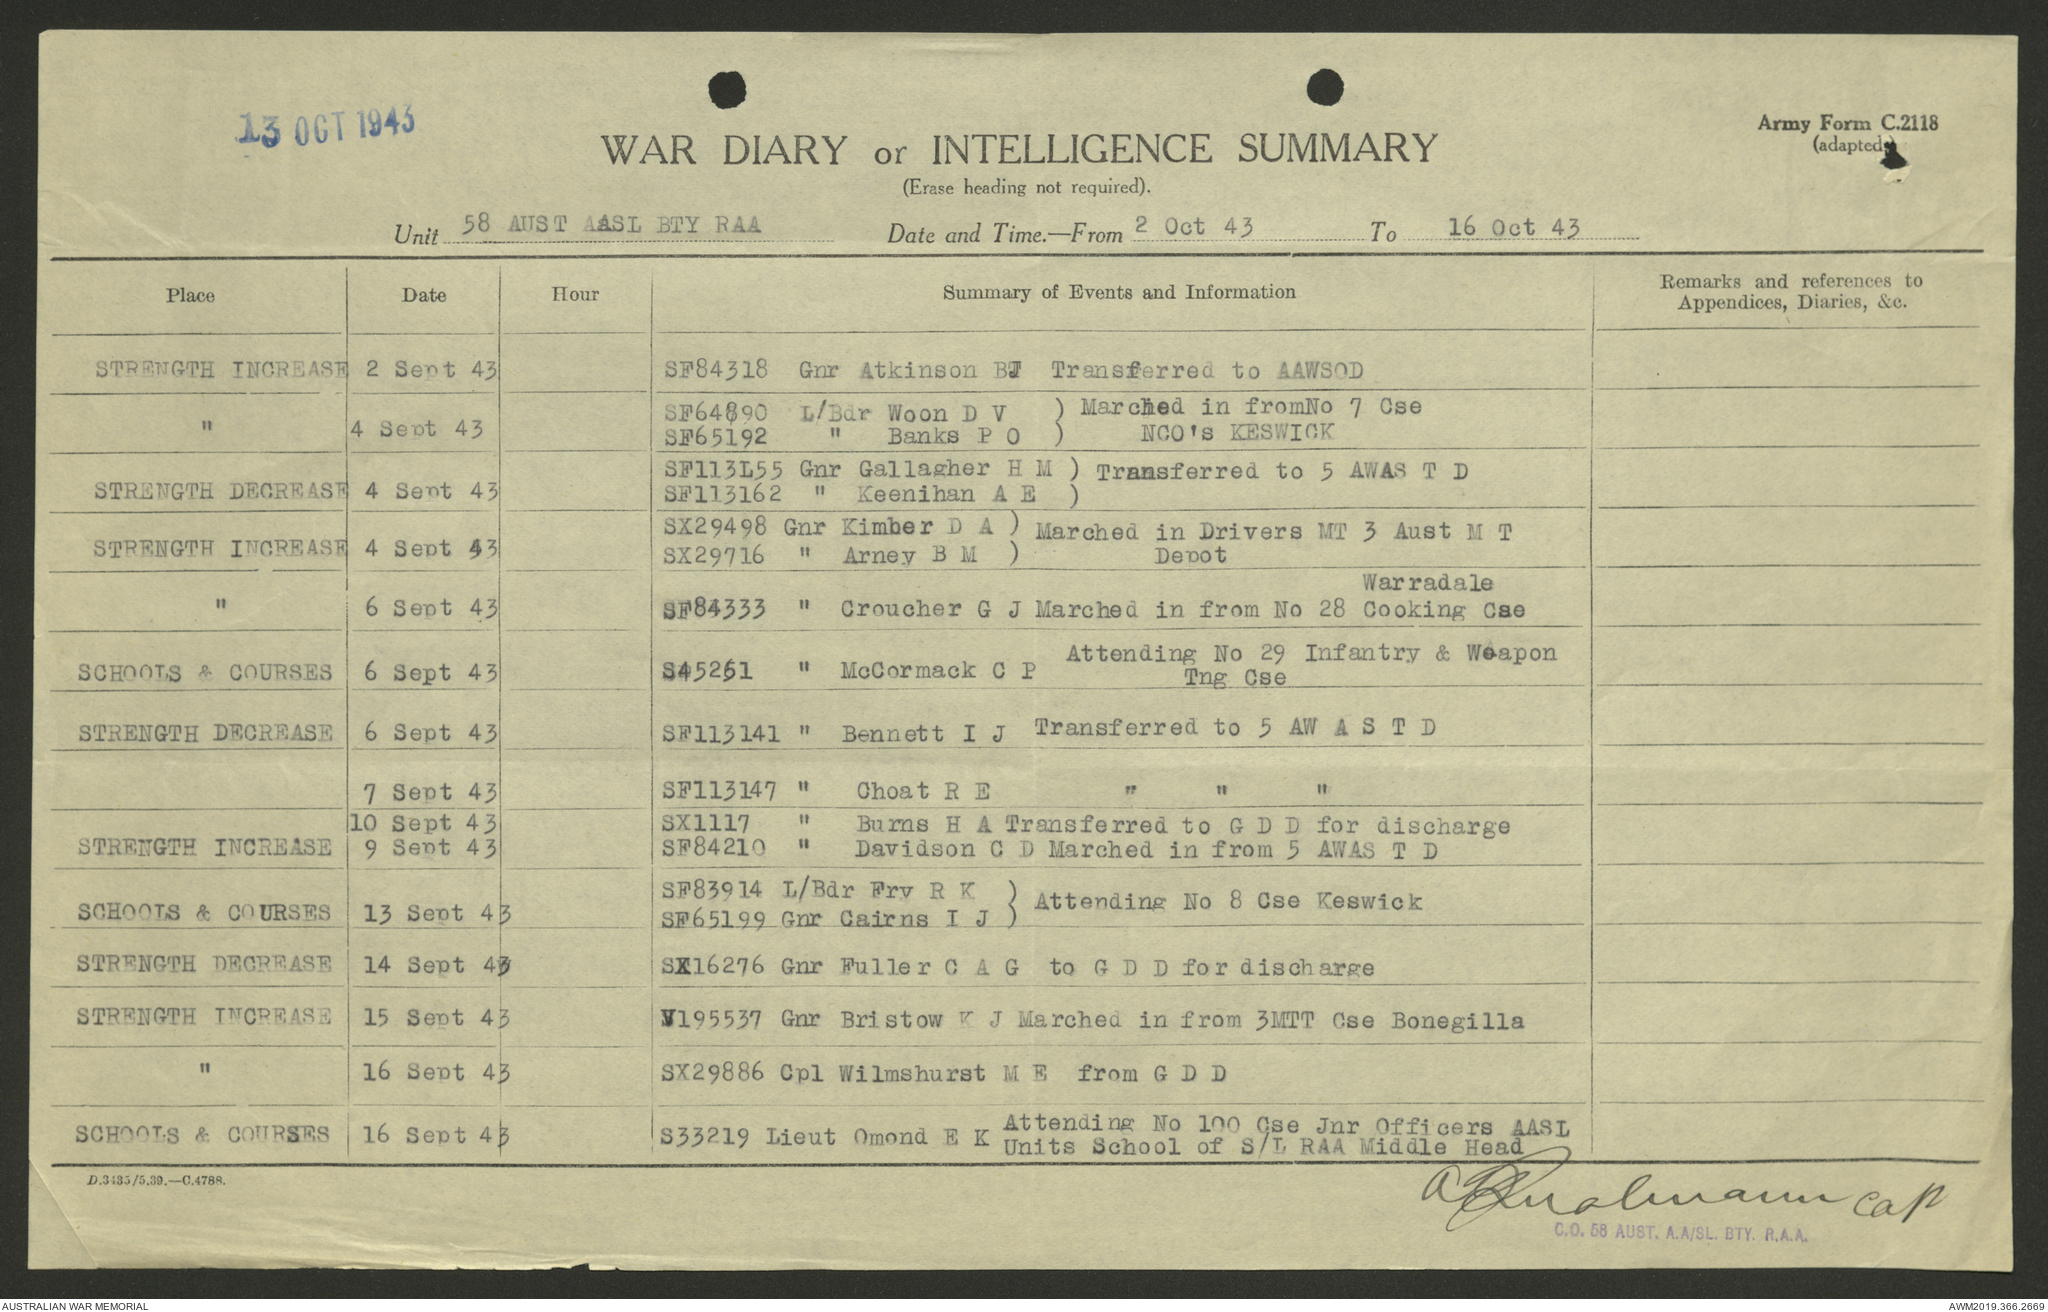 13 OCT 1943
Army Form C.2118
(adapted)
WAR DIARY or INTELLIGENCE SUMMARY
(Erase heading not required).
Unit 58 AUST AASL BTY RAA Date and Time.—From 2 Oct 43 To 16 Oct 43
Place Date Hour Summary of Events and Information Remarks and references to
Appendices, Diaries, &c.
STRENGTH INCREASE 2 Sept 43 SF84318 Gnr Atkinson BJ Transferred to AAWSOD
SF64890 L/Bdr Woon D V ) Marched in fromNo 7 Cse
" 4 Sept 43 SF65192 " Banks P O ) NCO's KESWICK
SF113L55 Gnr Gallagher H M ) Transferred to 5 AWAS T D
STRENGTH DECREASE 4 Sept 43 SF113162 " Keenihan A E )
SX29498 Gnr Kimber D A ) Marched in Drivers MT 3 Aust M T
STRENGTH INCREASE 4 Sept 43 SX29716 " Arney B M ) Depot
Warradale
" 6 Sept 43 SF84333 " Croucher G J Marched in from No 28 Cooking Cse
Attending No 29 Infantry & Weapon
SCHOOLS & COURSES 6 Sept 43 S45261 " McCormack C P Tng Cse
STRENGTH DECREASE 6 Sept 43 SF113141 " Bennett I J Transferred to 5 AW A S T D
7 Sept 43 SF113147 " Choat R E " " "
10 Sept 43 SX1117 " Burns H A Transferred to G D D for discharge
STRENGTH INCREASE 9 Sept 43 SF84210 " Davidson C D Marched in from 5 AWAS T D
SF83914 L/Bdr Fry R K ) Attending No 8 Cse Keswick
SCHOOLS & COURSES 13 Sept 43 SF65199 Gnr Cairns I J )
STRENGTH DECREASE 14 Sept 43 SX16276 Gnr Fuller C A G to G D D for discharge
STRENGTH INCREASE 15 Sept 43 V195537 Gnr Bristow K J Marched in from 3MTT Cse Bonegilla
" 16 Sept 43 SX29886 Cpl Wilmshurst M E from G D D
Attending No 100 Cse Jnr Officers AASL
SCHOOLS & COURSES 16 Sept 43 S33219 Lieut Omond E K Units School of S/L RAA Middle Head
D.3435/5.39.—C.4788.
Cap
C.O. 58 AUST. A.A/SL. BTY. R.A.A.
AUSTRALIAN WAR MEMORIAL AWM2019.366.2669